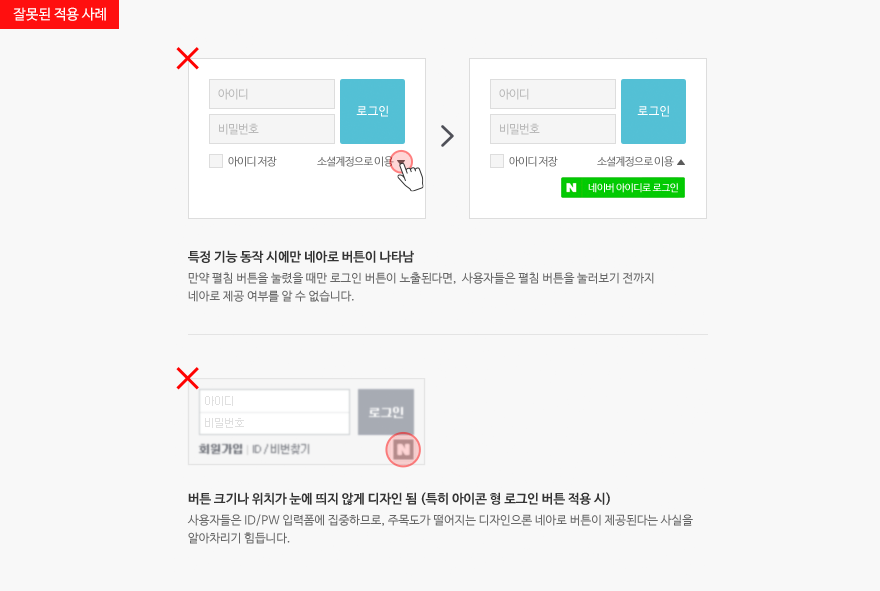 잘못된 적용 사례
아이디
비밀번호
로그인
아이디 저장
소셜계정으로 이용
아이디
비밀번호
로그인
아이디 저장
소셜계정으로 이용
N 네이버 아이디로 로그인
특정 기능 동작 시에만 네아로 버튼이 나타남
만약 펼침 버튼을 눌렀을 때만 로그인 버튼이 노출된다면, 사용자들은 펼침 버튼을 눌러보기 전까지
네아로 제공 여부를 알 수 없습니다.
아이디
비밀번호
로그인
회원가입 | ID / 비번찾기
N
버튼 크기나 위치가 눈에 띄지 않게 디자인 됨 (특히 아이콘 형 로그인 버튼 적용 시)
사용자들은 ID/PW 입력폼에 집중하므로, 주목도가 떨어지는 디자인으론 네아로 버튼이 제공된다는 사실을
알아차리기 힘듭니다.